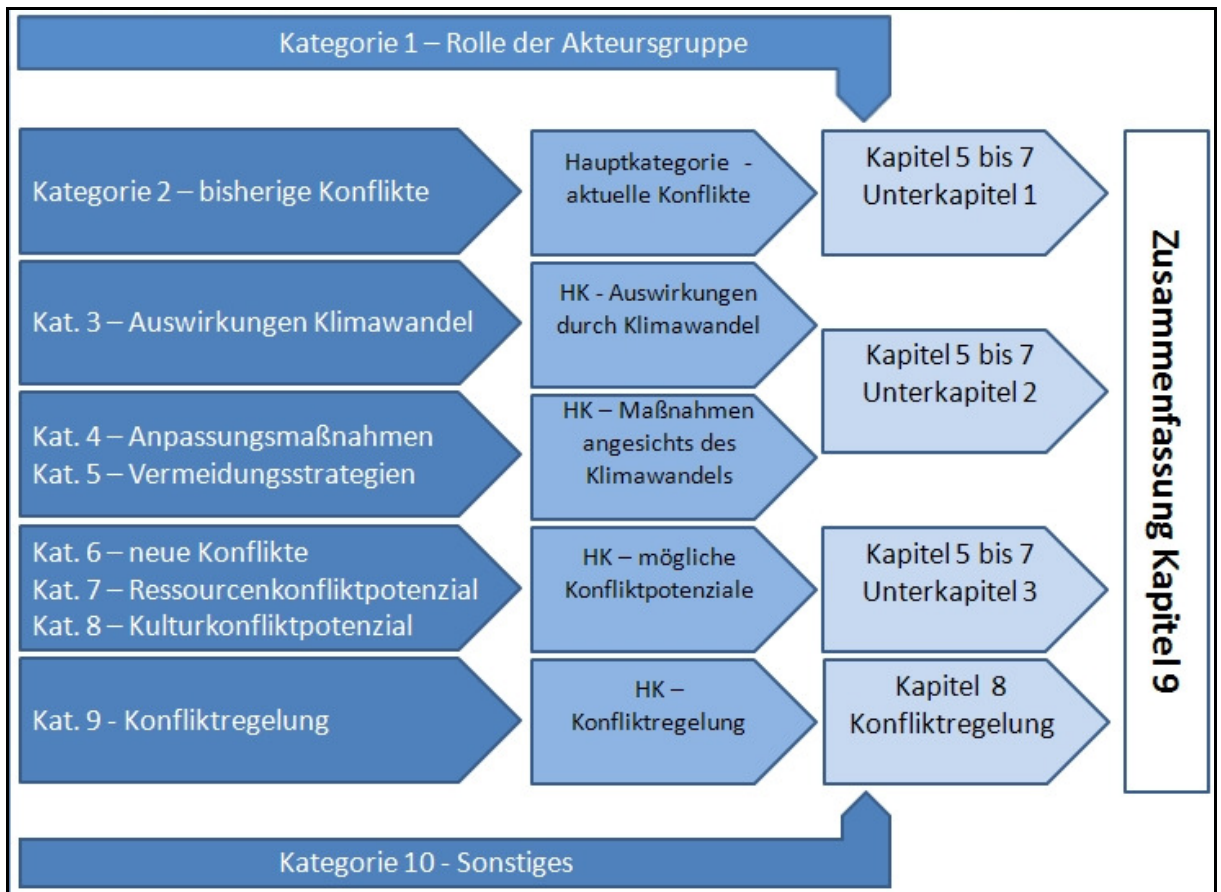 Kategorie 1 – Rolle der Akteursgruppe
Kategorie 2 – bisherige Konflikte
Hauptkategorie -
aktuelle Konflikte
Kapitel 5 bis 7
Unterkapitel 1
Kat. 3 – Auswirkungen Klimawandel
HK - Auswirkungen
durch Klimawandel
Kapitel 5 bis 7
Unterkapitel 2
Kat. 4 – Anpassungsmaßnahmen
Kat. 5 – Vermeidungsstrategien
HK – Maßnahmen
angesichts des
Klimawandels
Kat. 6 – neue Konflikte
Kat. 7 – Ressourcenkonfliktpotenzial
Kat. 8 – Kulturkonfliktpotenzial
HK – mögliche
Konfliktpotenziale
Kapitel 5 bis 7
Unterkapitel 3
Kat. 9 - Konfliktregelung
HK –
Konfliktregelung
Kapitel 8
Konfliktregelung
Zusammenfassung Kapitel 9
Kategorie 10 - Sonstiges